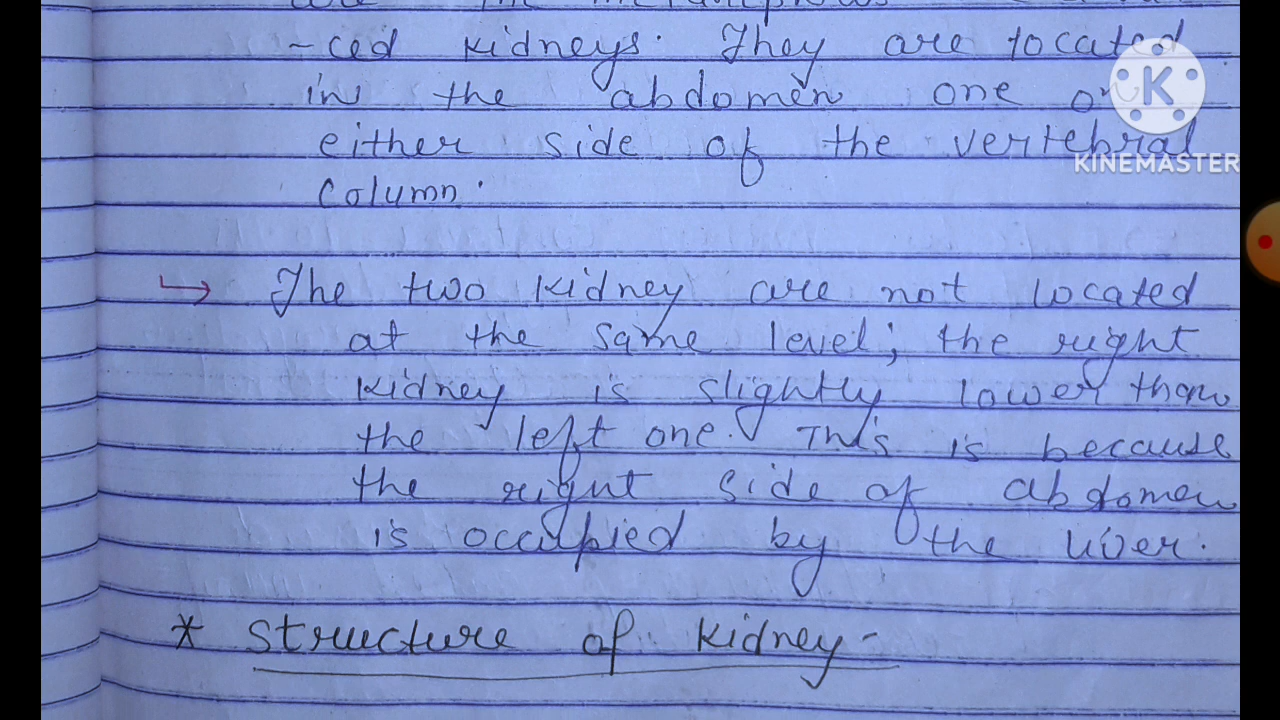 -ced kidneys. They are located
in the abdomen one on
either side of the vertebral
column.
K
KINEMASTER
↳ The two kidney are not located
at the same level; the right
kidney is slightly lower than
the left one. This is because
the right side of abdomen
is occupied by the liver.
* Structure of kidney-